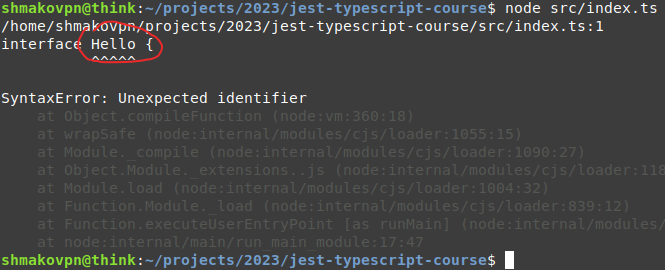 shmakovpn@think:~/projects/2023/jest-typescript-course$ node src/index.ts
/home/shmakovpn/projects/2023/jest-typescript-course/src/index.ts:1
interface Hello {
          ^^^^^

SyntaxError: Unexpected identifier
    at Object.compileFunction (node:vm:360:18)
    at wrapSafe (node:internal/modules/cjs/loader:1055:15)
    at Module._compile (node:internal/modules/cjs/loader:1090:27)
    at Object.Module._extensions..js (node:internal/modules/cjs/loader:118
    at Module.load (node:internal/modules/cjs/loader:1004:32)
    at Function.Module._load (node:internal/modules/cjs/loader:839:12)
    at Function.executeUserEntryPoint [as runMain] (node:internal/modules/
    at node:internal/main/run_main_module:17:47
shmakovpn@think:~/projects/2023/jest-typescript-course$